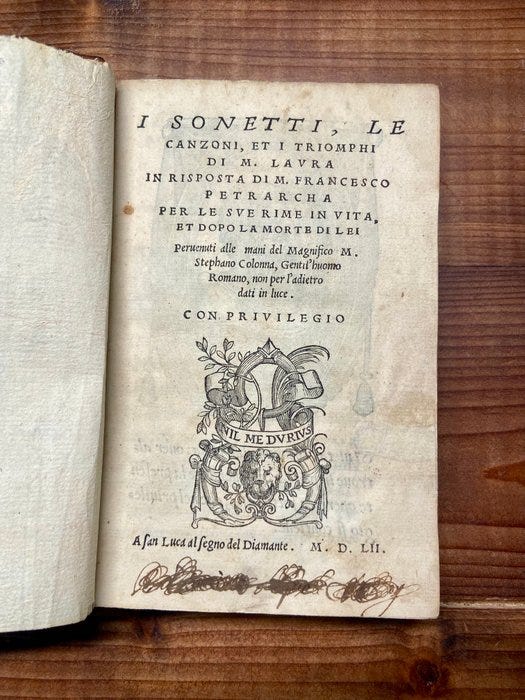 I SONETTI, LE
CANZONI, ET I TRIOMPHI
DI M. LAVRA
IN RISPOSTA DI M. FRANCESCO
PETRARCHA
PER LE SVE RIME IN VITA,
ET DOPO LA MORTE DI LEI
Peruenuti alle mani del Magnifico M.
Stephano Colonna, Gentil'huomo
Romano, non per l'adietro
dati in luce.
CON PRIVILEGIO
NIL ME DVRIVS
A san Luca al segno del Diamante. M. D. LII.